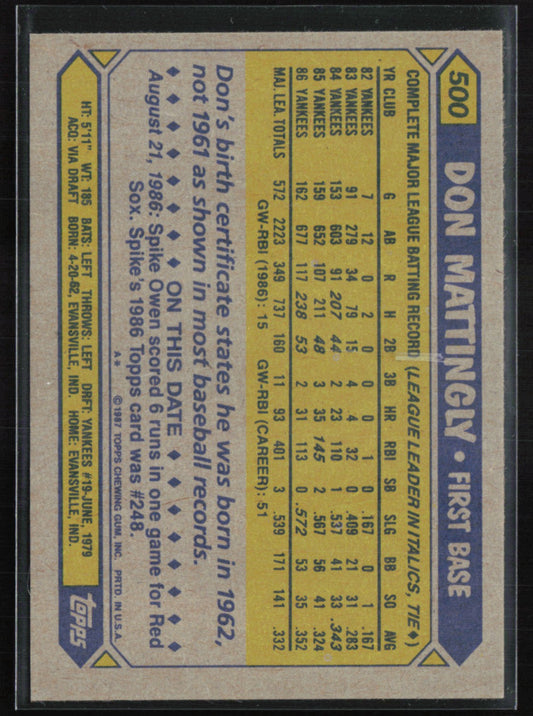 500 DON MATTINGLY • FIRST BASE
COMPLETE MAJOR LEAGUE BATTING RECORD (LEAGUE LEADER IN ITALICS, TIE♦)
YR CLUB G AB R H 2B 3B HR RBI SB SLG BB SO AVG
82 YANKEES 7 12 0 2 0 0 0 1 0 .167 0 1 .167
83 YANKEES 91 279 34 79 15 4 4 32 0 .409 21 31 .283
84 YANKEES 153 603 91 207 44 2 23 110 1 .537 41 33 .343
85 YANKEES 159 652 107 211 48 3 35 145 2 .567 56 41 .324
86 YANKEES 162 677 117 238 53 2 31 113 0 .572 53 35 .352
MAJ. LEA. TOTALS 572 2223 349 737 160 11 93 401 3 .539 171 141 .332
GW-RBI (1986): 15 GW-RBI (CAREER): 51
Don's birth certificate states he was born in 1962,
not 1961 as shown in most baseball records.
♦ ♦ ♦ ♦ ♦ ♦ ON THIS DATE ♦ ♦ ♦ ♦ ♦ ♦
August 21, 1986: Spike Owen scored 6 runs in one game for Red
Sox. Spike's 1986 Topps card was #248.
A* ©1987 TOPPS CHEWING GUM, INC. PRTD. IN U.S.A.
HT: 5'11" WT: 185 BATS: LEFT THROWS: LEFT DRFT: YANKEES #19-JUNE, 1979
ACQ: VIA DRAFT BORN: 4-20-62, EVANSVILLE, IND. HOME: EVANSVILLE, IND.
topps